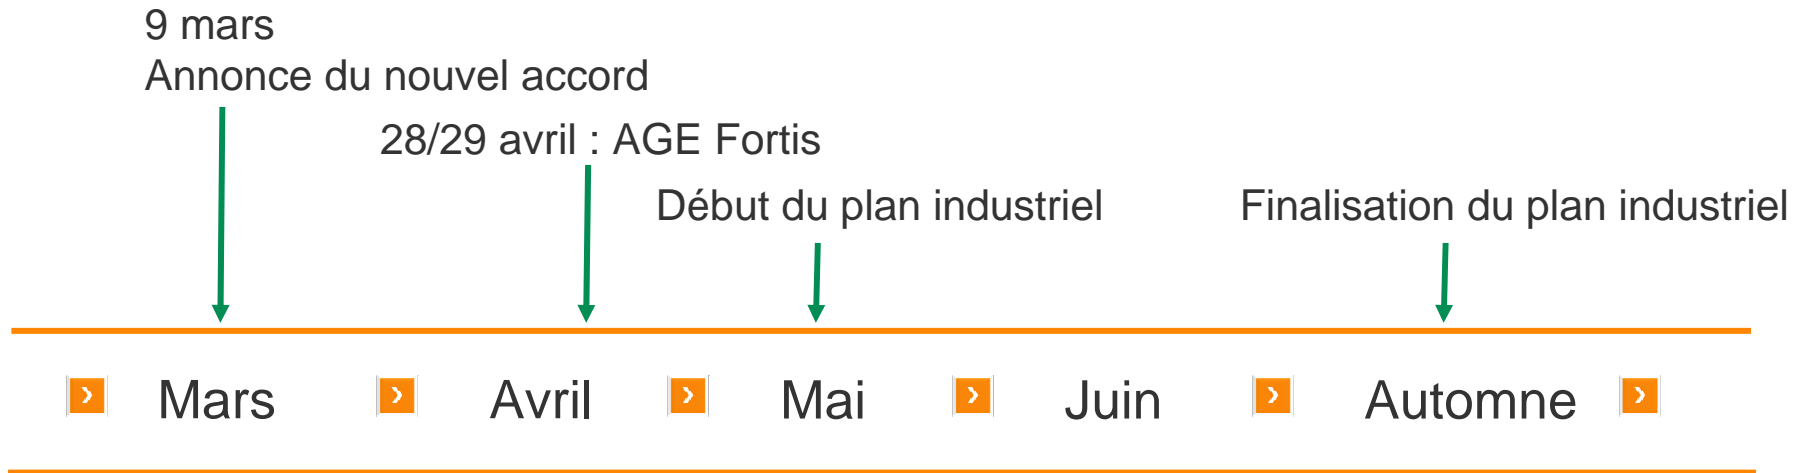 9 mars
Annonce du nouvel accord
28/29 avril : AGE Fortis
Début du plan industriel
Finalisation du plan industriel
Mars
Avril
Mai
Juin
Automne